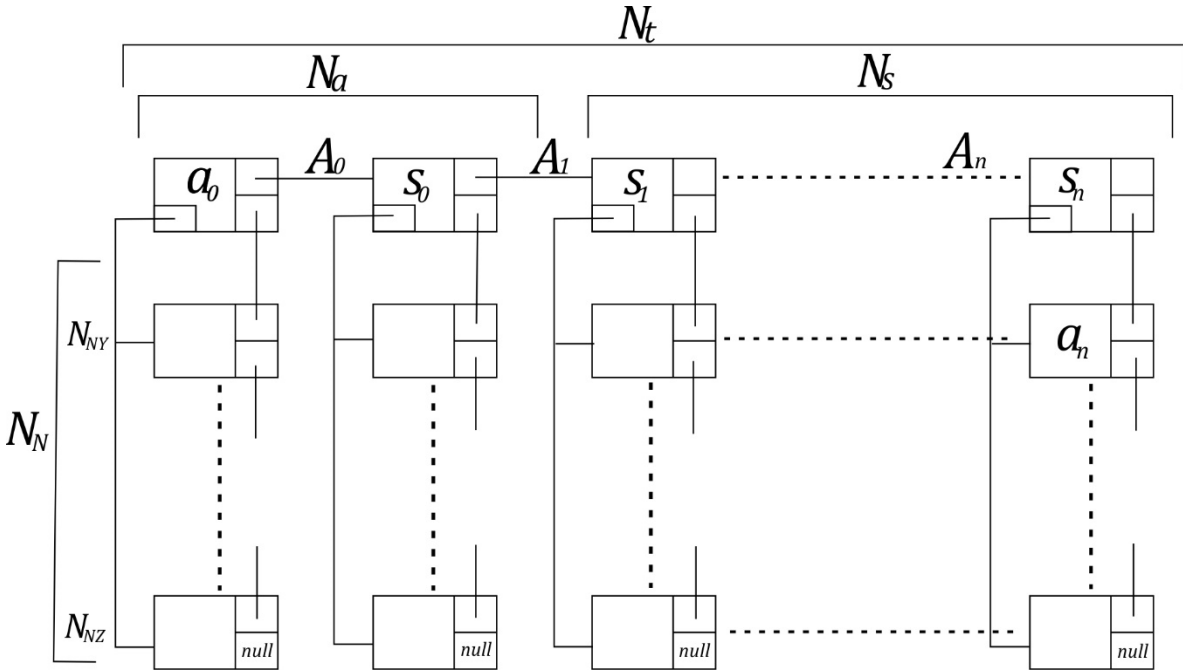 N_t
N_a N_s
A_0 A_1 A_n
a_0 s_0 s_1 s_n
N_NY a_n
N_N
N_NZ
null null null null